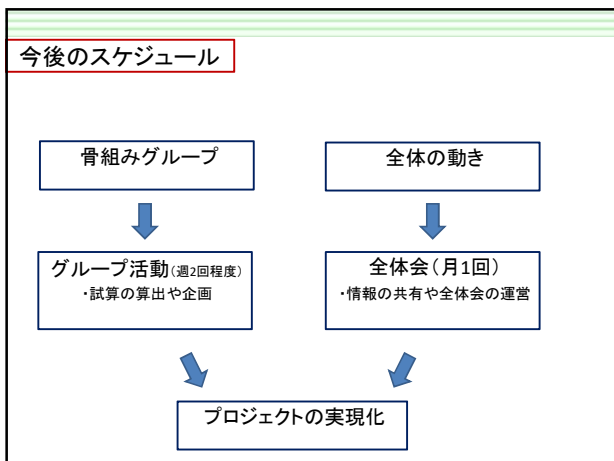 今後のスケジュール
骨組みグループ
全体の動き
グループ活動(週2回程度)
・試算の算出や企画
全体会(月1回)
・情報の共有や全体会の運営
プロジェクトの実現化